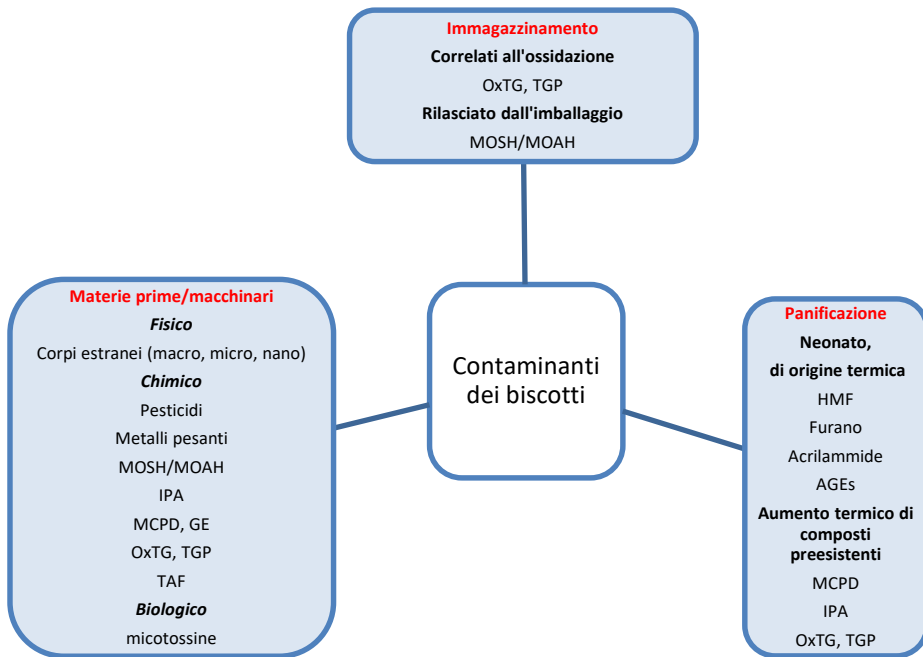 Immagazzinamento
Correlati all'ossidazione
OxTG, TGP
Rilasciato dall'imballaggio
MOSH/MOAH
Materie prime/macchinari
Fisico
Corpi estranei (macro, micro, nano)
Chimico
Pesticidi
Metalli pesanti
MOSH/MOAH
IPA
MCPD, GE
OxTG, TGP
TAF
Biologico
micotossine
Contaminanti
dei biscotti
Panificazione
Neonato,
di origine termica
HMF
Furano
Acrilammide
AGEs
Aumento termico di
composti
preesistenti
MCPD
IPA
OxTG, TGP